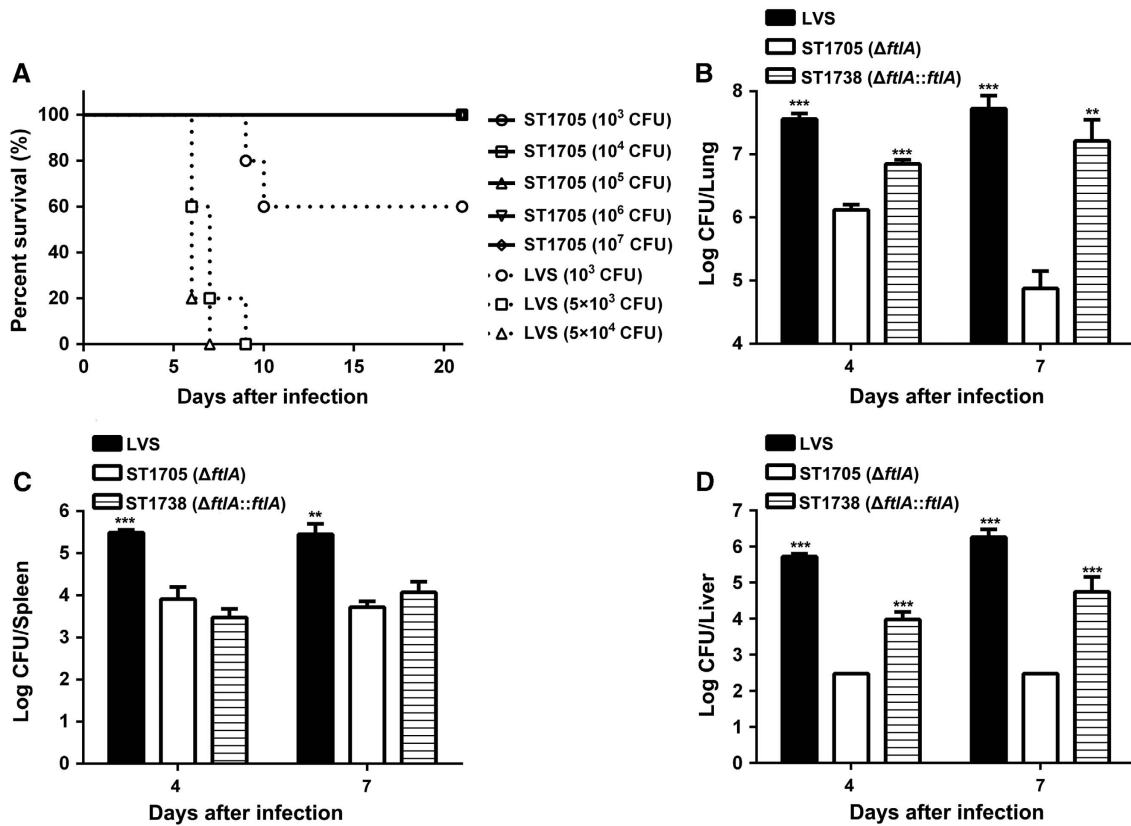 A
Percent survival (%)
100
80
60
40
20
0
0 5 10 15 20
Days after infection
ST1705 (10³ CFU)
ST1705 (10⁴ CFU)
ST1705 (10⁵ CFU)
ST1705 (10⁶ CFU)
ST1705 (10⁷ CFU)
LVS (10³ CFU)
LVS (5×10³ CFU)
LVS (5×10⁴ CFU)
B
LVS
ST1705 (ΔftlA)
ST1738 (ΔftlA::ftlA)
Log CFU/Lung
8
7
6
5
4
*** *** *** **
4 7
Days after infection
C
LVS
ST1705 (ΔftlA)
ST1738 (ΔftlA::ftlA)
Log CFU/Spleen
6
5
4
3
2
1
0
*** **
4 7
Days after infection
D
LVS
ST1705 (ΔftlA)
ST1738 (ΔftlA::ftlA)
Log CFU/Liver
7
6
5
4
3
2
1
0
*** *** *** ***
4 7
Days after infection